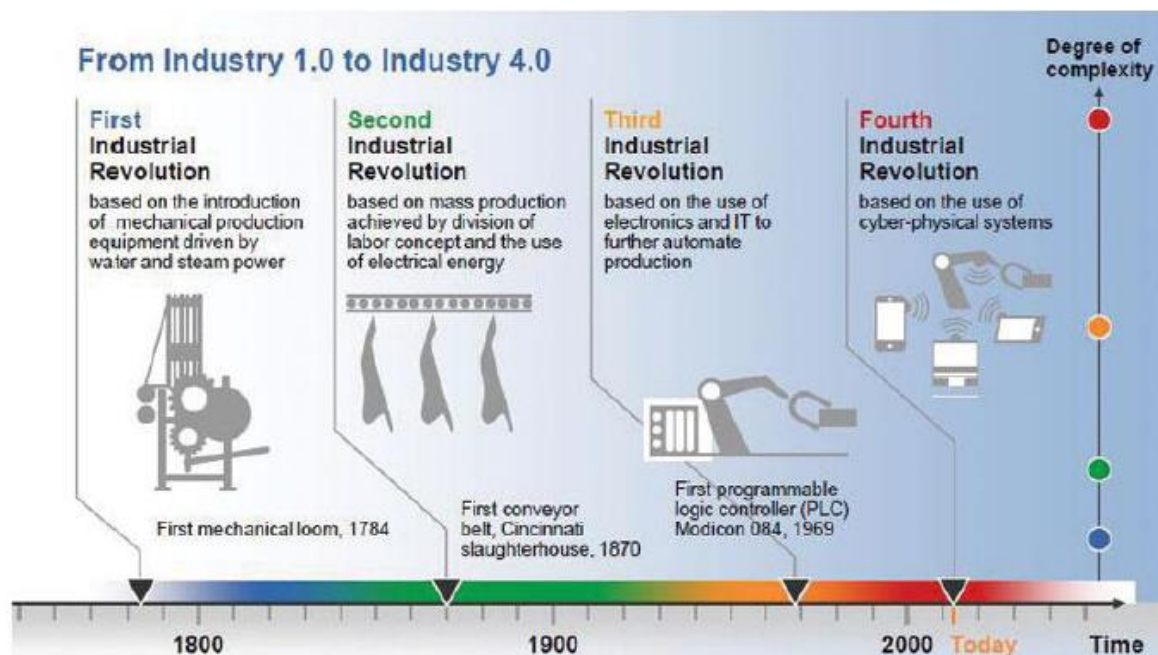 From Industry 1.0 to Industry 4.0
Degree of
complexity
First
Industrial
Revolution
based on the introduction
of mechanical production
equipment driven by
water and steam power
Second
Industrial
Revolution
based on mass production
achieved by division of
labor concept and the use
of electrical energy
Third
Industrial
Revolution
based on the use of
electronics and IT to
further automate
production
Fourth
Industrial
Revolution
based on the use of
cyber-physical systems
First mechanical loom, 1784
First conveyor
belt, Cincinnati
slaughterhouse, 1870
First programmable
logic controller (PLC)
Modicon 084, 1969
1800
1900
2000
Today
Time